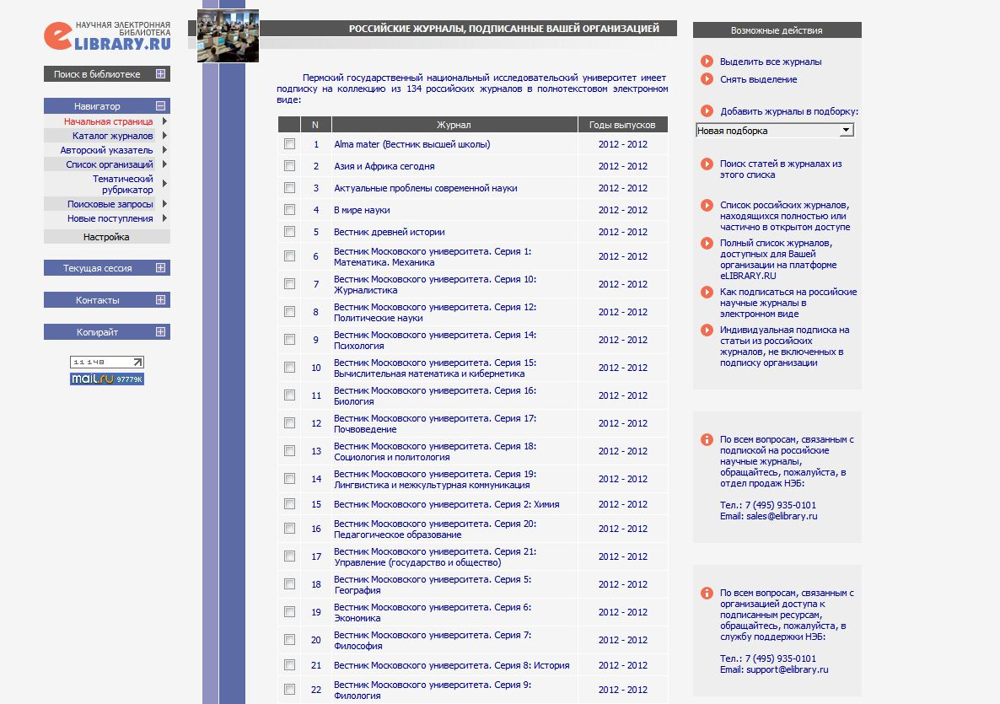 НАУЧНАЯ ЭЛЕКТРОННАЯ
БИБЛИОТЕКА
eLIBRARY.RU
Поиск в библиотеке
Навигатор
Начальная страница
Каталог журналов
Авторский указатель
Список организаций
Тематический
рубрикатор
Поисковые запросы
Новые поступления
Настройка
Текущая сессия
Контакты
Копирайт
11148
mail.ru 97779K
РОССИЙСКИЕ ЖУРНАЛЫ, ПОДПИСАННЫЕ ВАШЕЙ ОРГАНИЗАЦИЕЙ
Пермский государственный национальный исследовательский университет имеет
подписку на коллекцию из 134 российских журналов в полнотекстовом электронном
виде:
N Журнал Годы выпусков
1 Alma mater (Вестник высшей школы) 2012 - 2012
2 Азия и Африка сегодня 2012 - 2012
3 Актуальные проблемы современной науки 2012 - 2012
4 В мире науки 2012 - 2012
5 Вестник древней истории 2012 - 2012
6 Вестник Московского университета. Серия 1: 2012 - 2012
Математика. Механика
7 Вестник Московского университета. Серия 10: 2012 - 2012
Журналистика
8 Вестник Московского университета. Серия 12: 2012 - 2012
Политические науки
9 Вестник Московского университета. Серия 14: 2012 - 2012
Психология
10 Вестник Московского университета. Серия 15: 2012 - 2012
Вычислительная математика и кибернетика
11 Вестник Московского университета. Серия 16: 2012 - 2012
Биология
12 Вестник Московского университета. Серия 17: 2012 - 2012
Почвоведение
13 Вестник Московского университета. Серия 18: 2012 - 2012
Социология и политология
14 Вестник Московского университета. Серия 19: 2012 - 2012
Лингвистика и межкультурная коммуникация
15 Вестник Московского университета. Серия 2: Химия 2012 - 2012
16 Вестник Московского университета. Серия 20: 2012 - 2012
Педагогическое образование
17 Вестник Московского университета. Серия 21: 2012 - 2012
Управление (государство и общество)
18 Вестник Московского университета. Серия 5: 2012 - 2012
География
19 Вестник Московского университета. Серия 6: 2012 - 2012
Экономика
20 Вестник Московского университета. Серия 7: 2012 - 2012
Философия
21 Вестник Московского университета. Серия 8: История 2012 - 2012
22 Вестник Московского университета. Серия 9: 2012 - 2012
Филология
Возможные действия
Выделить все журналы
Снять выделение
Добавить журналы в подборку:
Новая подборка
Поиск статей в журналах из
этого списка
Список российских журналов,
находящихся полностью или
частично в открытом доступе
Полный список журналов,
доступных для Вашей
организации на платформе
eLIBRARY.RU
Как подписаться на российские
научные журналы в
электронном виде
Индивидуальная подписка на
статьи из российских
журналов, не включенных в
подписку организации
По всем вопросам, связанным с
подпиской на российские
научные журналы,
обращайтесь, пожалуйста, в
отдел продаж НЭБ:
Тел.: 7 (495) 935-0101
Email: sales@elibrary.ru
По всем вопросам, связанным с
организацией доступа к
подписанным ресурсам,
обращайтесь, пожалуйста, в
службу поддержки НЭБ:
Тел.: 7 (495) 935-0101
Email: support@elibrary.ru